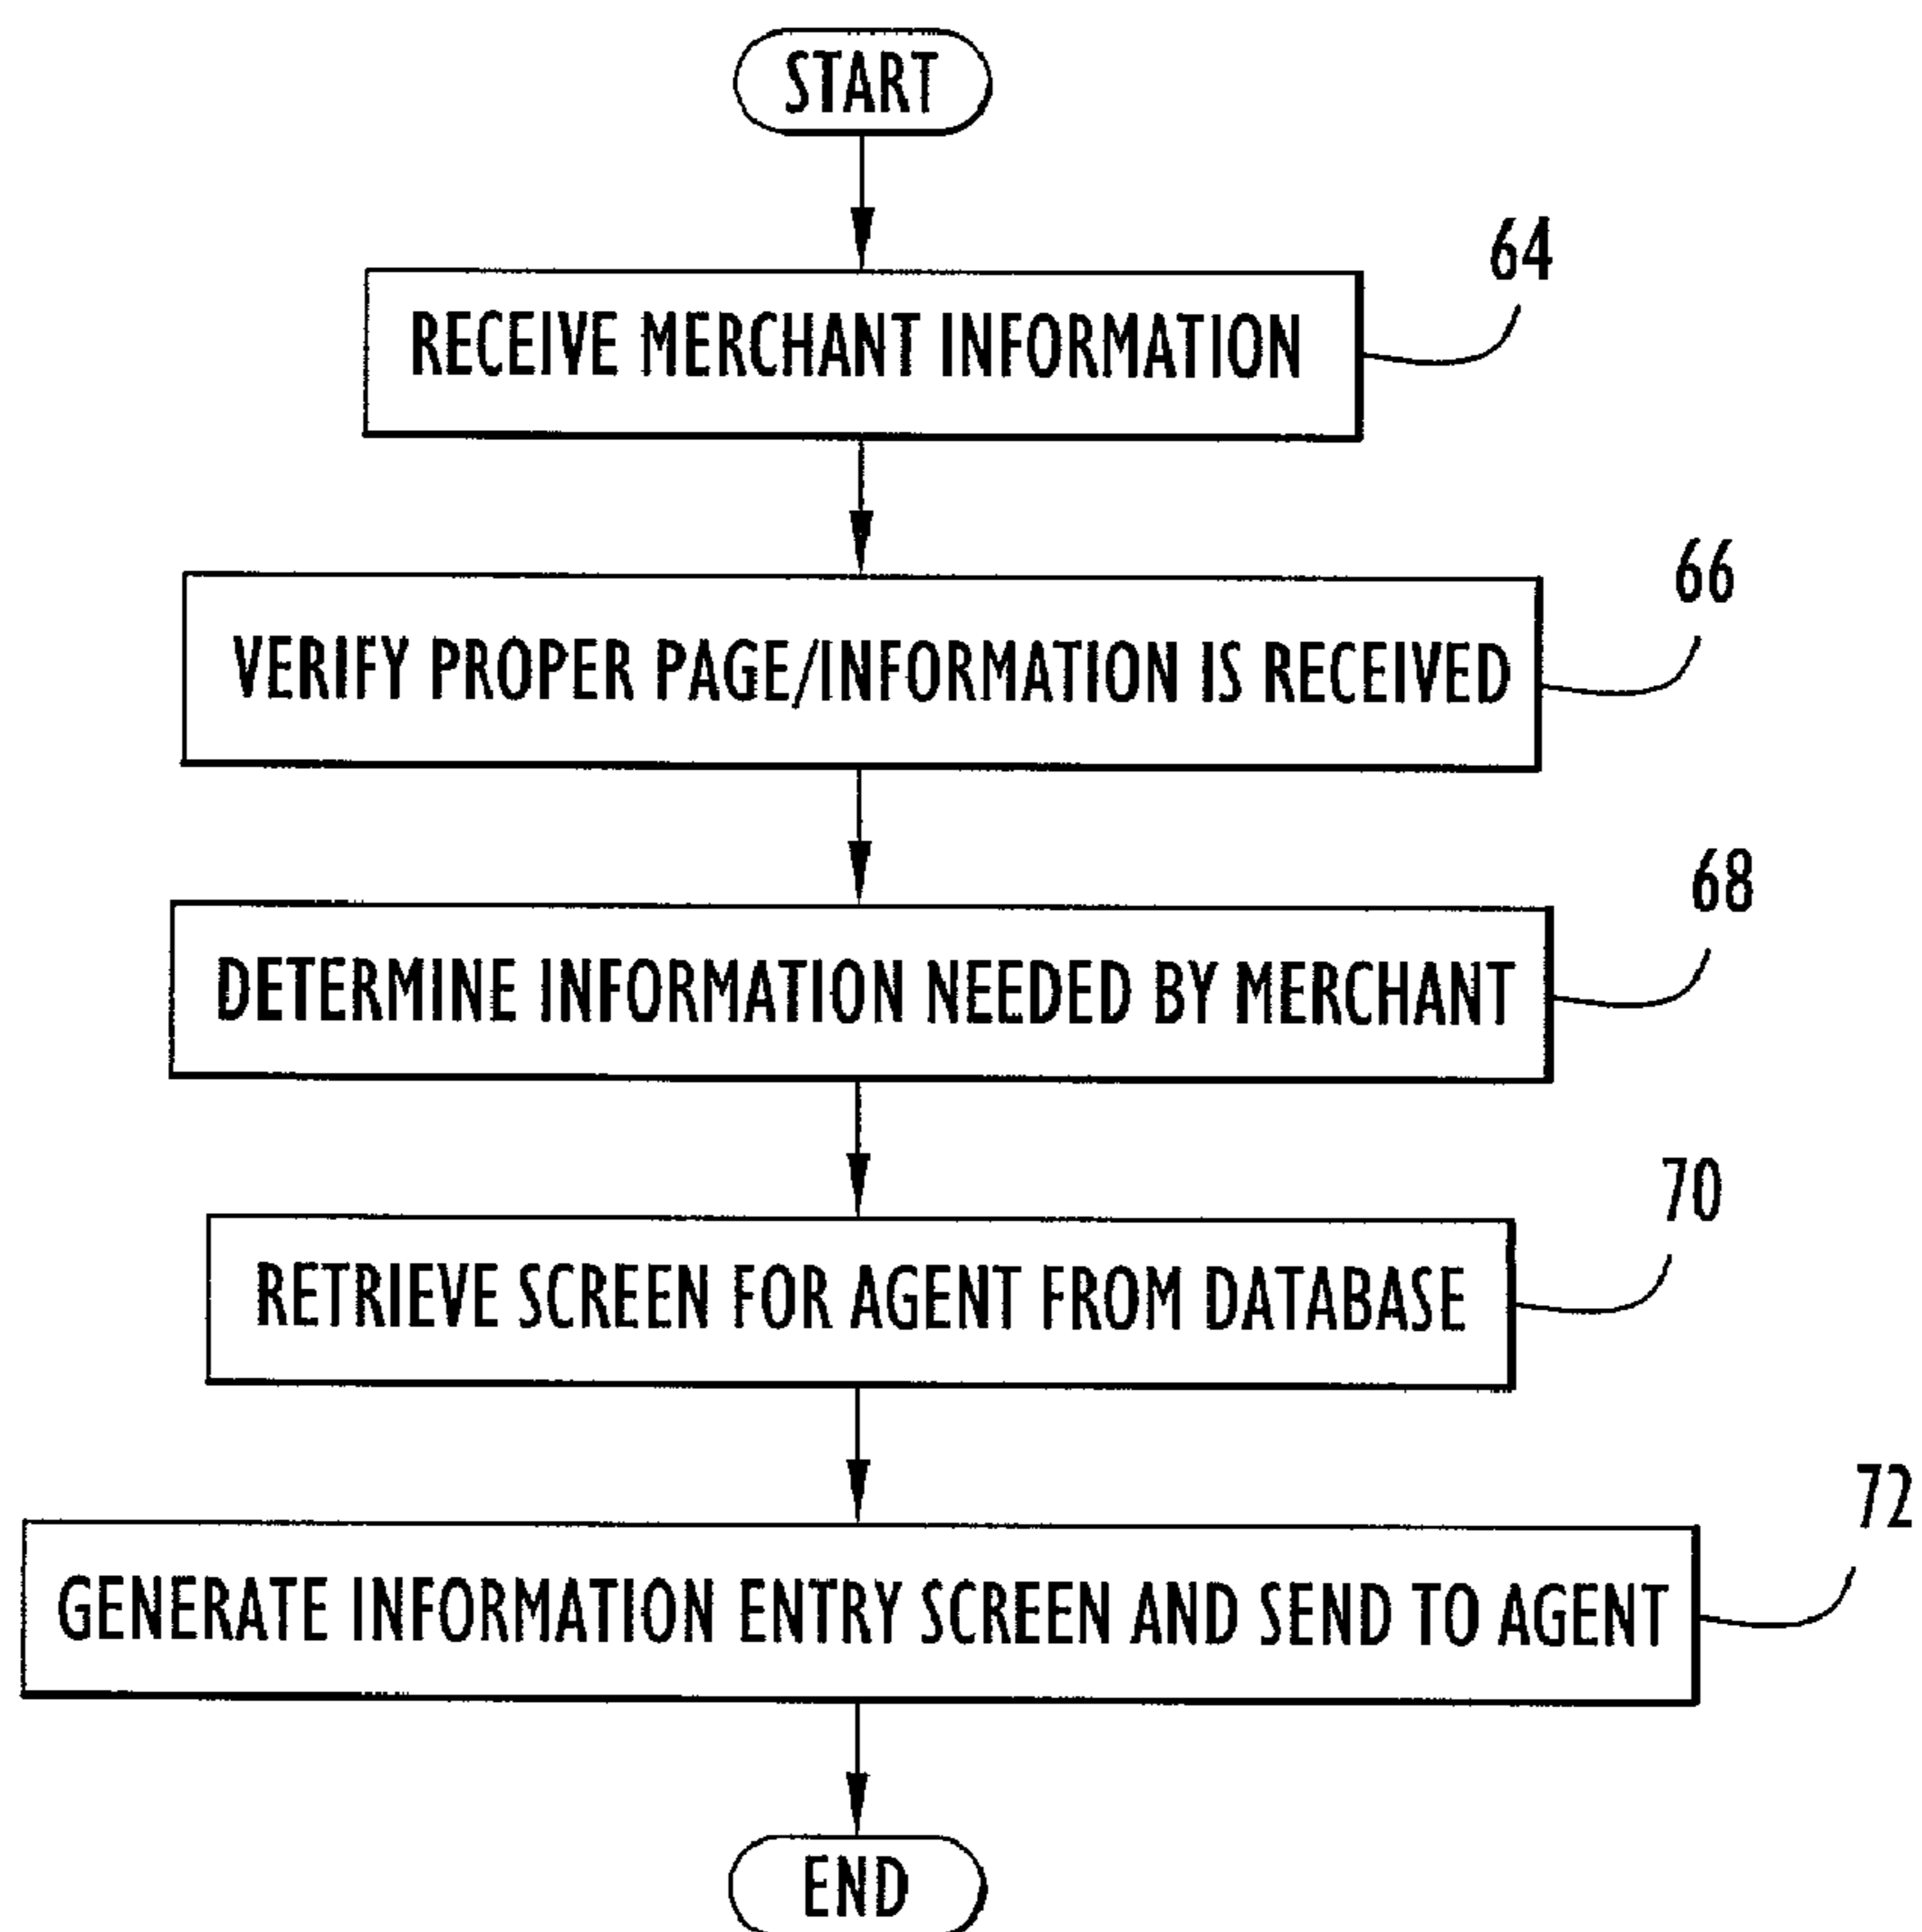 START
64
RECEIVE MERCHANT INFORMATION
66
VERIFY PROPER PAGE/INFORMATION IS RECEIVED
68
DETERMINE INFORMATION NEEDED BY MERCHANT
70
RETRIEVE SCREEN FOR AGENT FROM DATABASE
72
GENERATE INFORMATION ENTRY SCREEN AND SEND TO AGENT
END